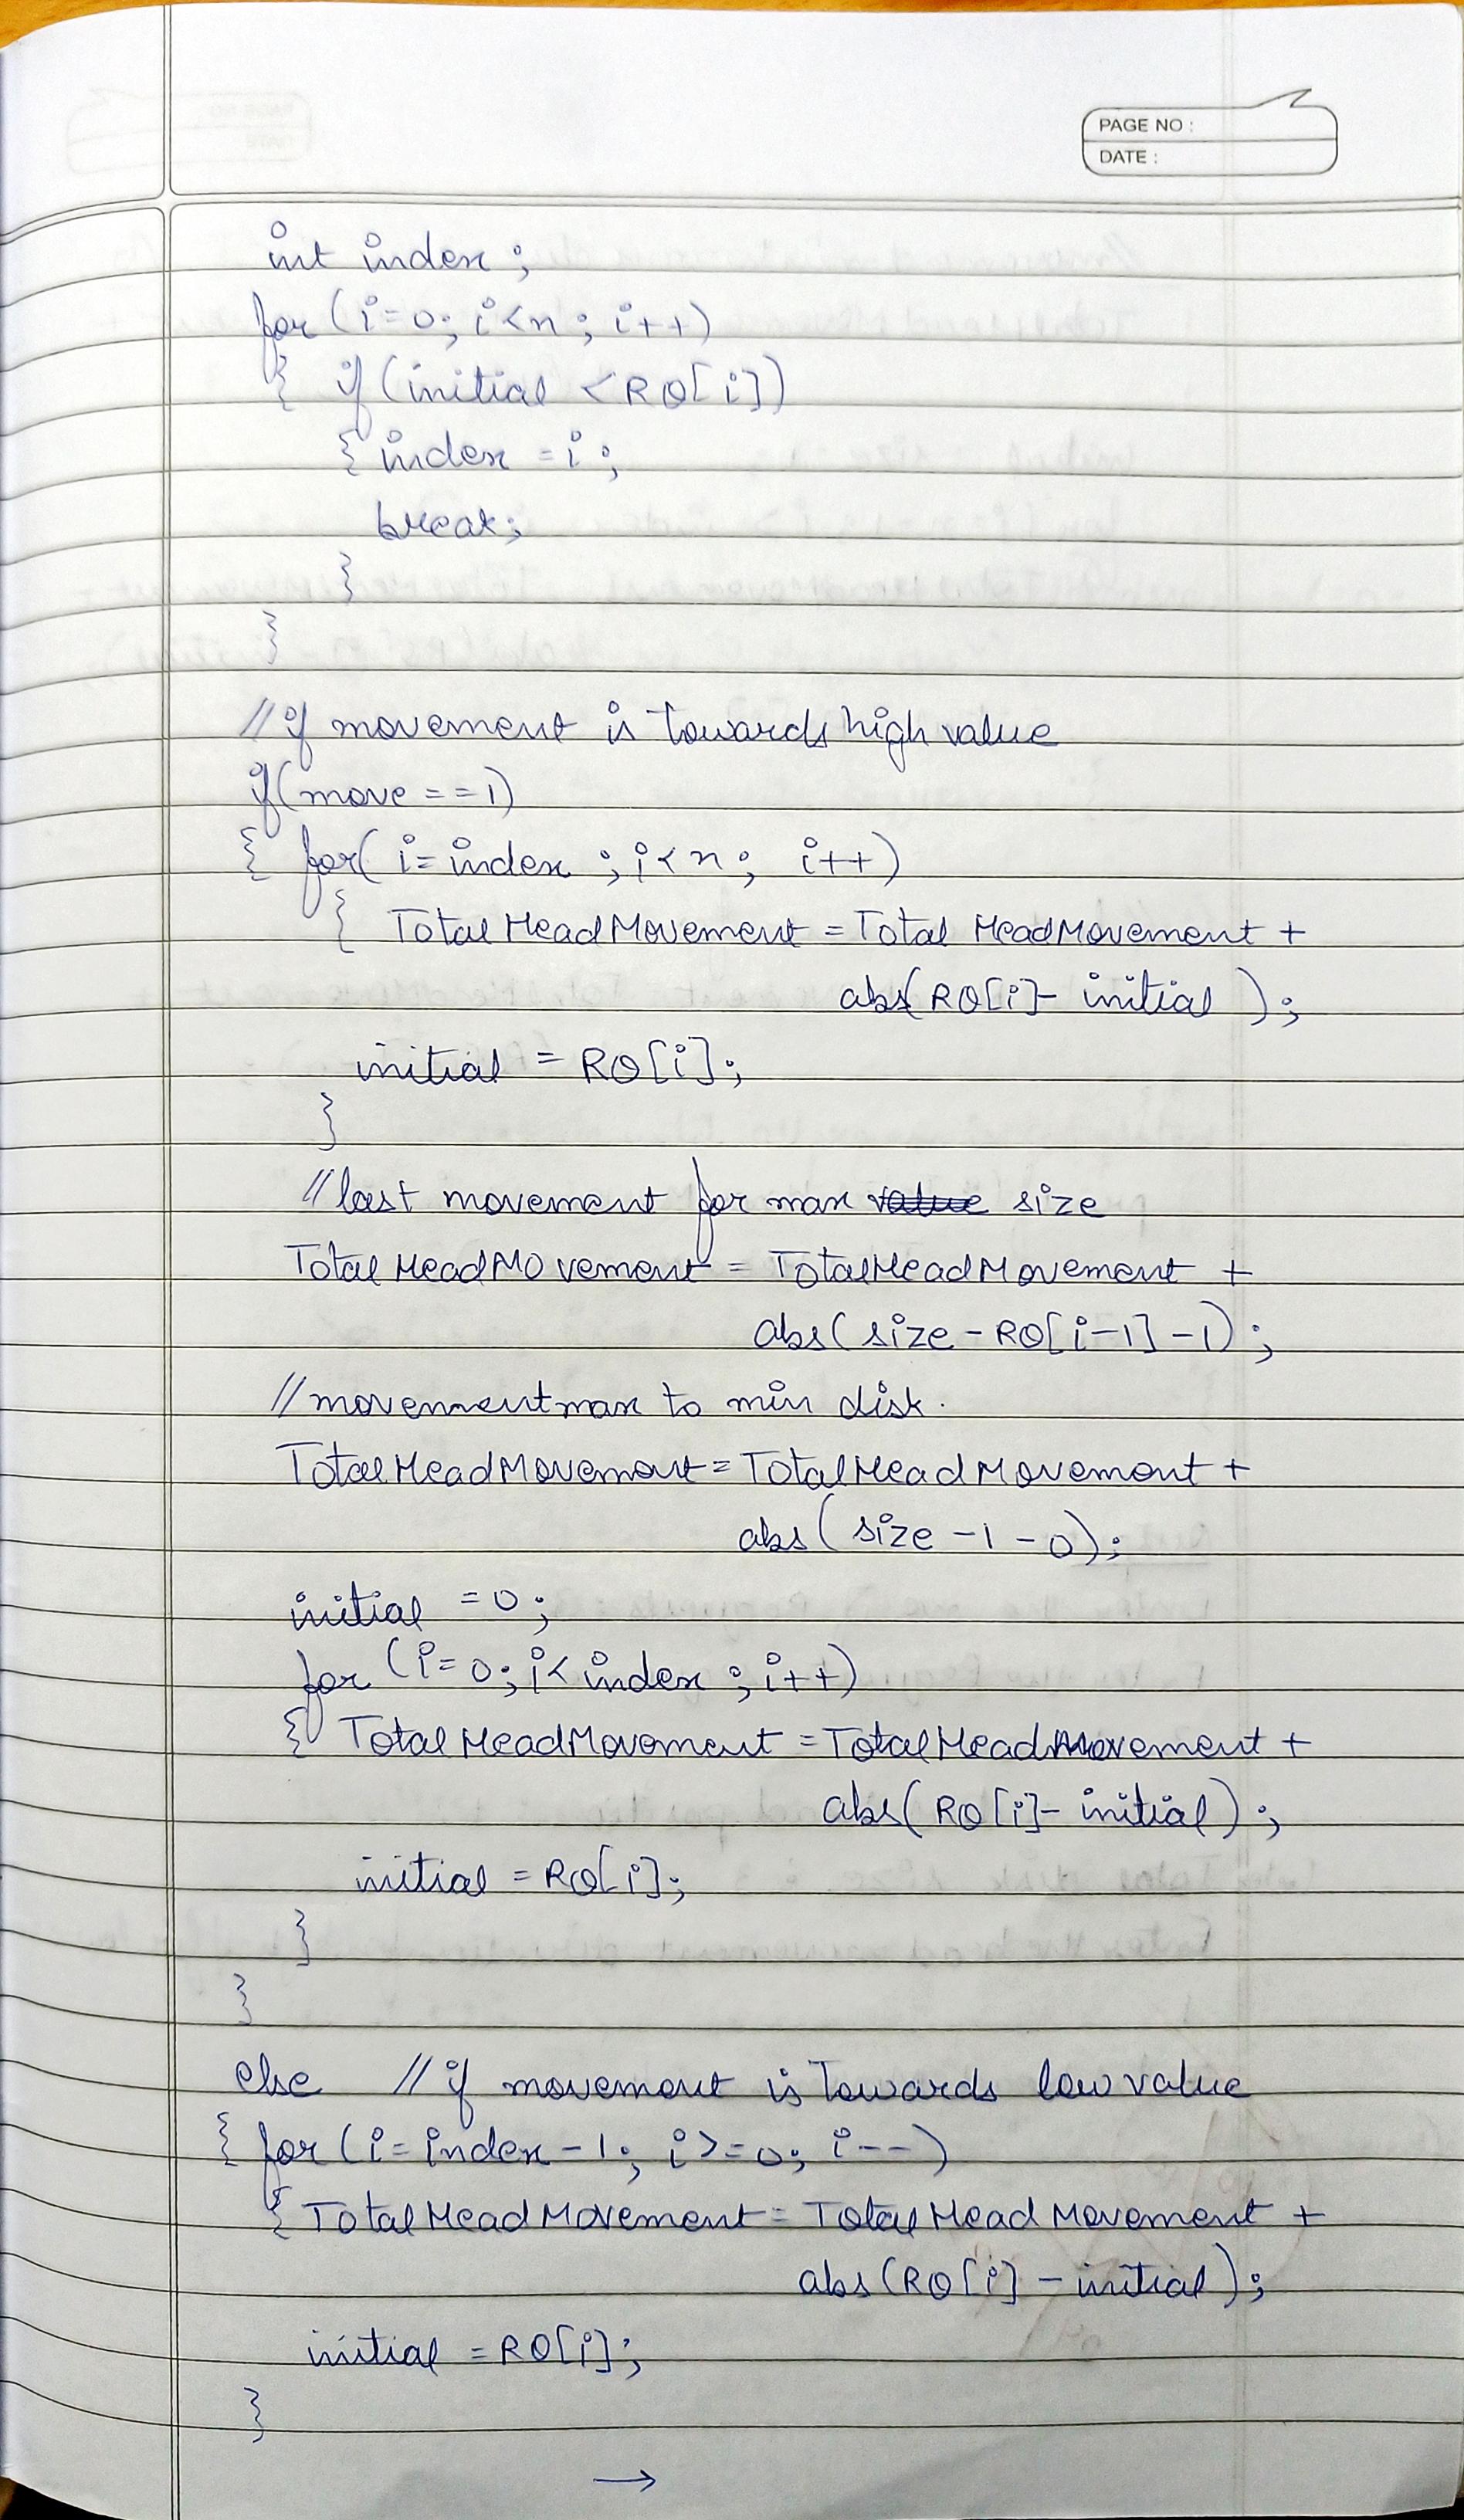 PAGE NO :
DATE :
int index ;
for ( i=0; i<n ; i++)
{ if (initial < RQ[i])
{ index = i ;
break;
}
}
// if movement is towards high value
if (move == 1)
{ for( i= index ; i< n ; i++)
{ TotalHeadMovement = Total HeadMovement +
abs(RQ[i]- initial );
initial = RQ[i];
}
// last movement for max value size
TotalHeadMovement = TotalHeadMovement +
abs( size - RQ[i-1] -1) ;
// movement max to min disk.
TotalHeadMovement = TotalHeadMovement +
abs( size -1 -0);
initial = 0 ;
for (i= 0; i< index ; i++)
{ TotalHeadMovement = TotalHeadMovement +
abs( RQ[i]- initial ) ;
initial = RQ[i];
}
}
else // if movement is Towards low value
{ for (i= index -1 ; i>=0; i--)
{ TotalHeadMovement = TotalHeadMovement +
abs (RQ[i] - initial );
initial = RQ[i];
}
→